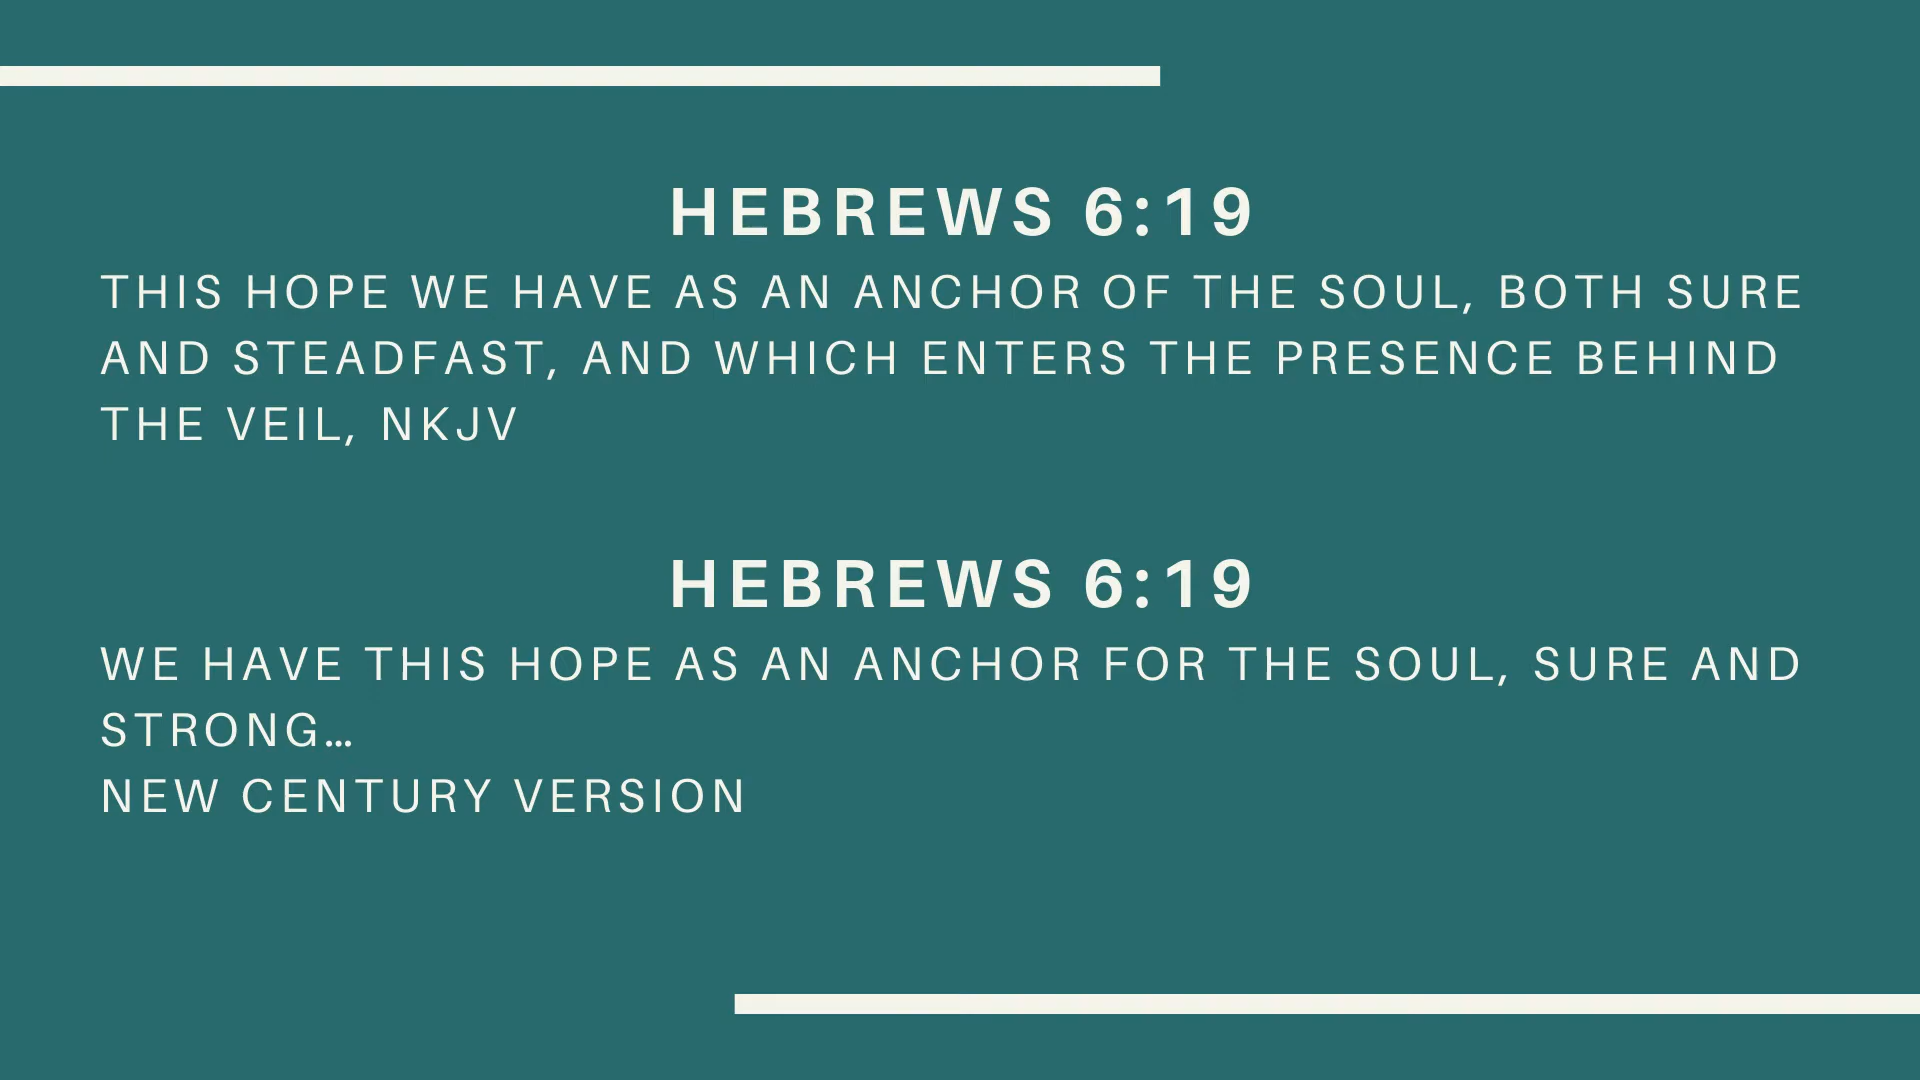 HEBREWS 6:19
THIS HOPE WE HAVE AS AN ANCHOR OF THE SOUL, BOTH SURE
AND STEADFAST, AND WHICH ENTERS THE PRESENCE BEHIND
THE VEIL, NKJV
HEBREWS 6:19
WE HAVE THIS HOPE AS AN ANCHOR FOR THE SOUL, SURE AND
STRONG…
NEW CENTURY VERSION